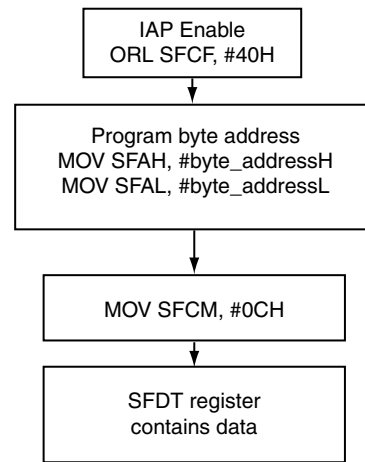 IAP Enable
ORL SFCF, #40H
Program byte address
MOV SFAH, #byte_addressH
MOV SFAL, #byte_addressL
MOV SFCM, #0CH
SFDT register
contains data